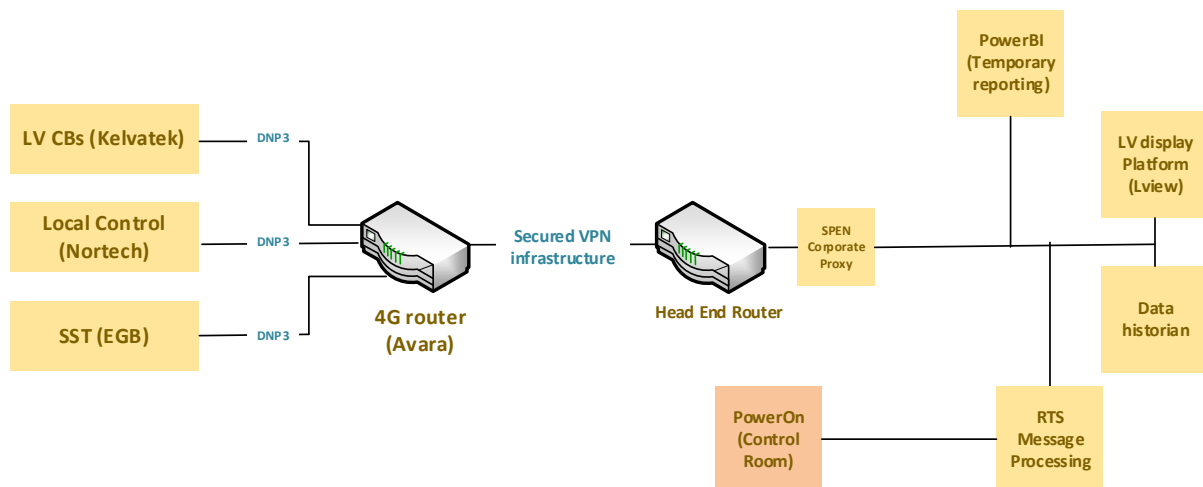 PowerBI
(Temporary
reporting)
LV CBs (Kelvatek)
DNP3
LV display
Platform
(Lview)
Local Control
(Nortech)
DNP3
Secured VPN
infrastructure
SPEN
Corporate
Proxy
SST (EGB)
DNP3
4G router
(Avara)
Head End Router
Data
historian
PowerOn
(Control
Room)
RTS
Message
Processing